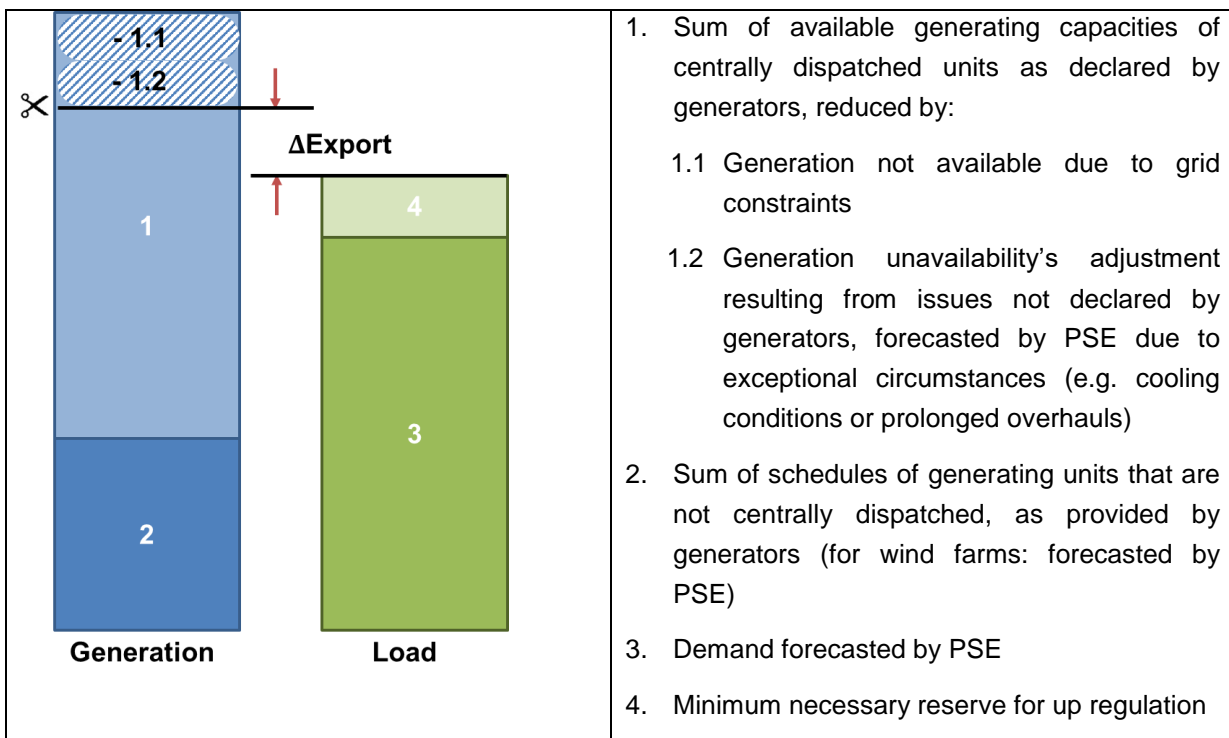 - 1.1
- 1.2
ΔExport
4
1
3
2
Generation
Load
1. Sum of available generating capacities of
centrally dispatched units as declared by
generators, reduced by:
1.1 Generation not available due to grid
constraints
1.2 Generation unavailability’s adjustment
resulting from issues not declared by
generators, forecasted by PSE due to
exceptional circumstances (e.g. cooling
conditions or prolonged overhauls)
2. Sum of schedules of generating units that are
not centrally dispatched, as provided by
generators (for wind farms: forecasted by
PSE)
3. Demand forecasted by PSE
4. Minimum necessary reserve for up regulation